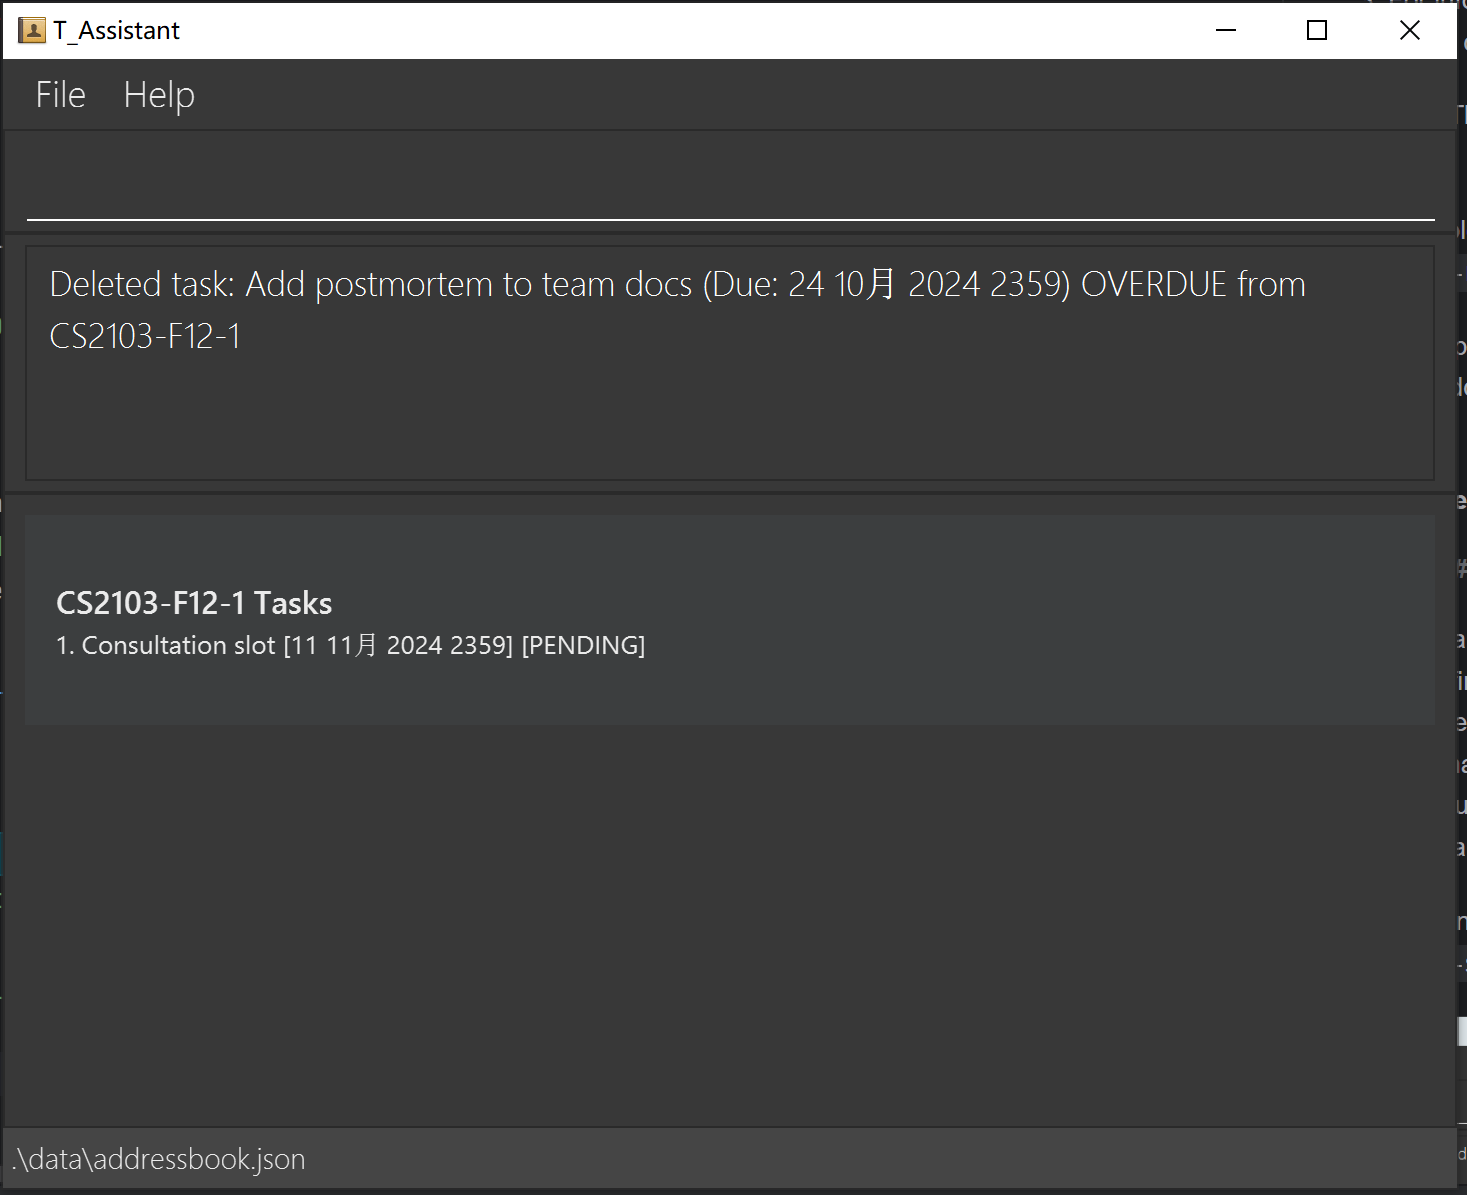 T_Assistant
File Help
Deleted task: Add postmortem to team docs (Due: 24 10月 2024 2359) OVERDUE from
CS2103-F12-1
CS2103-F12-1 Tasks
1. Consultation slot [11 11月 2024 2359] [PENDING]
.\data\addressbook.json